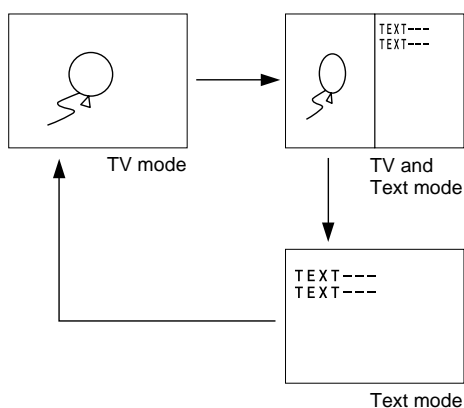 TEXT---
TEXT---
TV mode
TV and
Text mode
TEXT---
TEXT---
Text mode